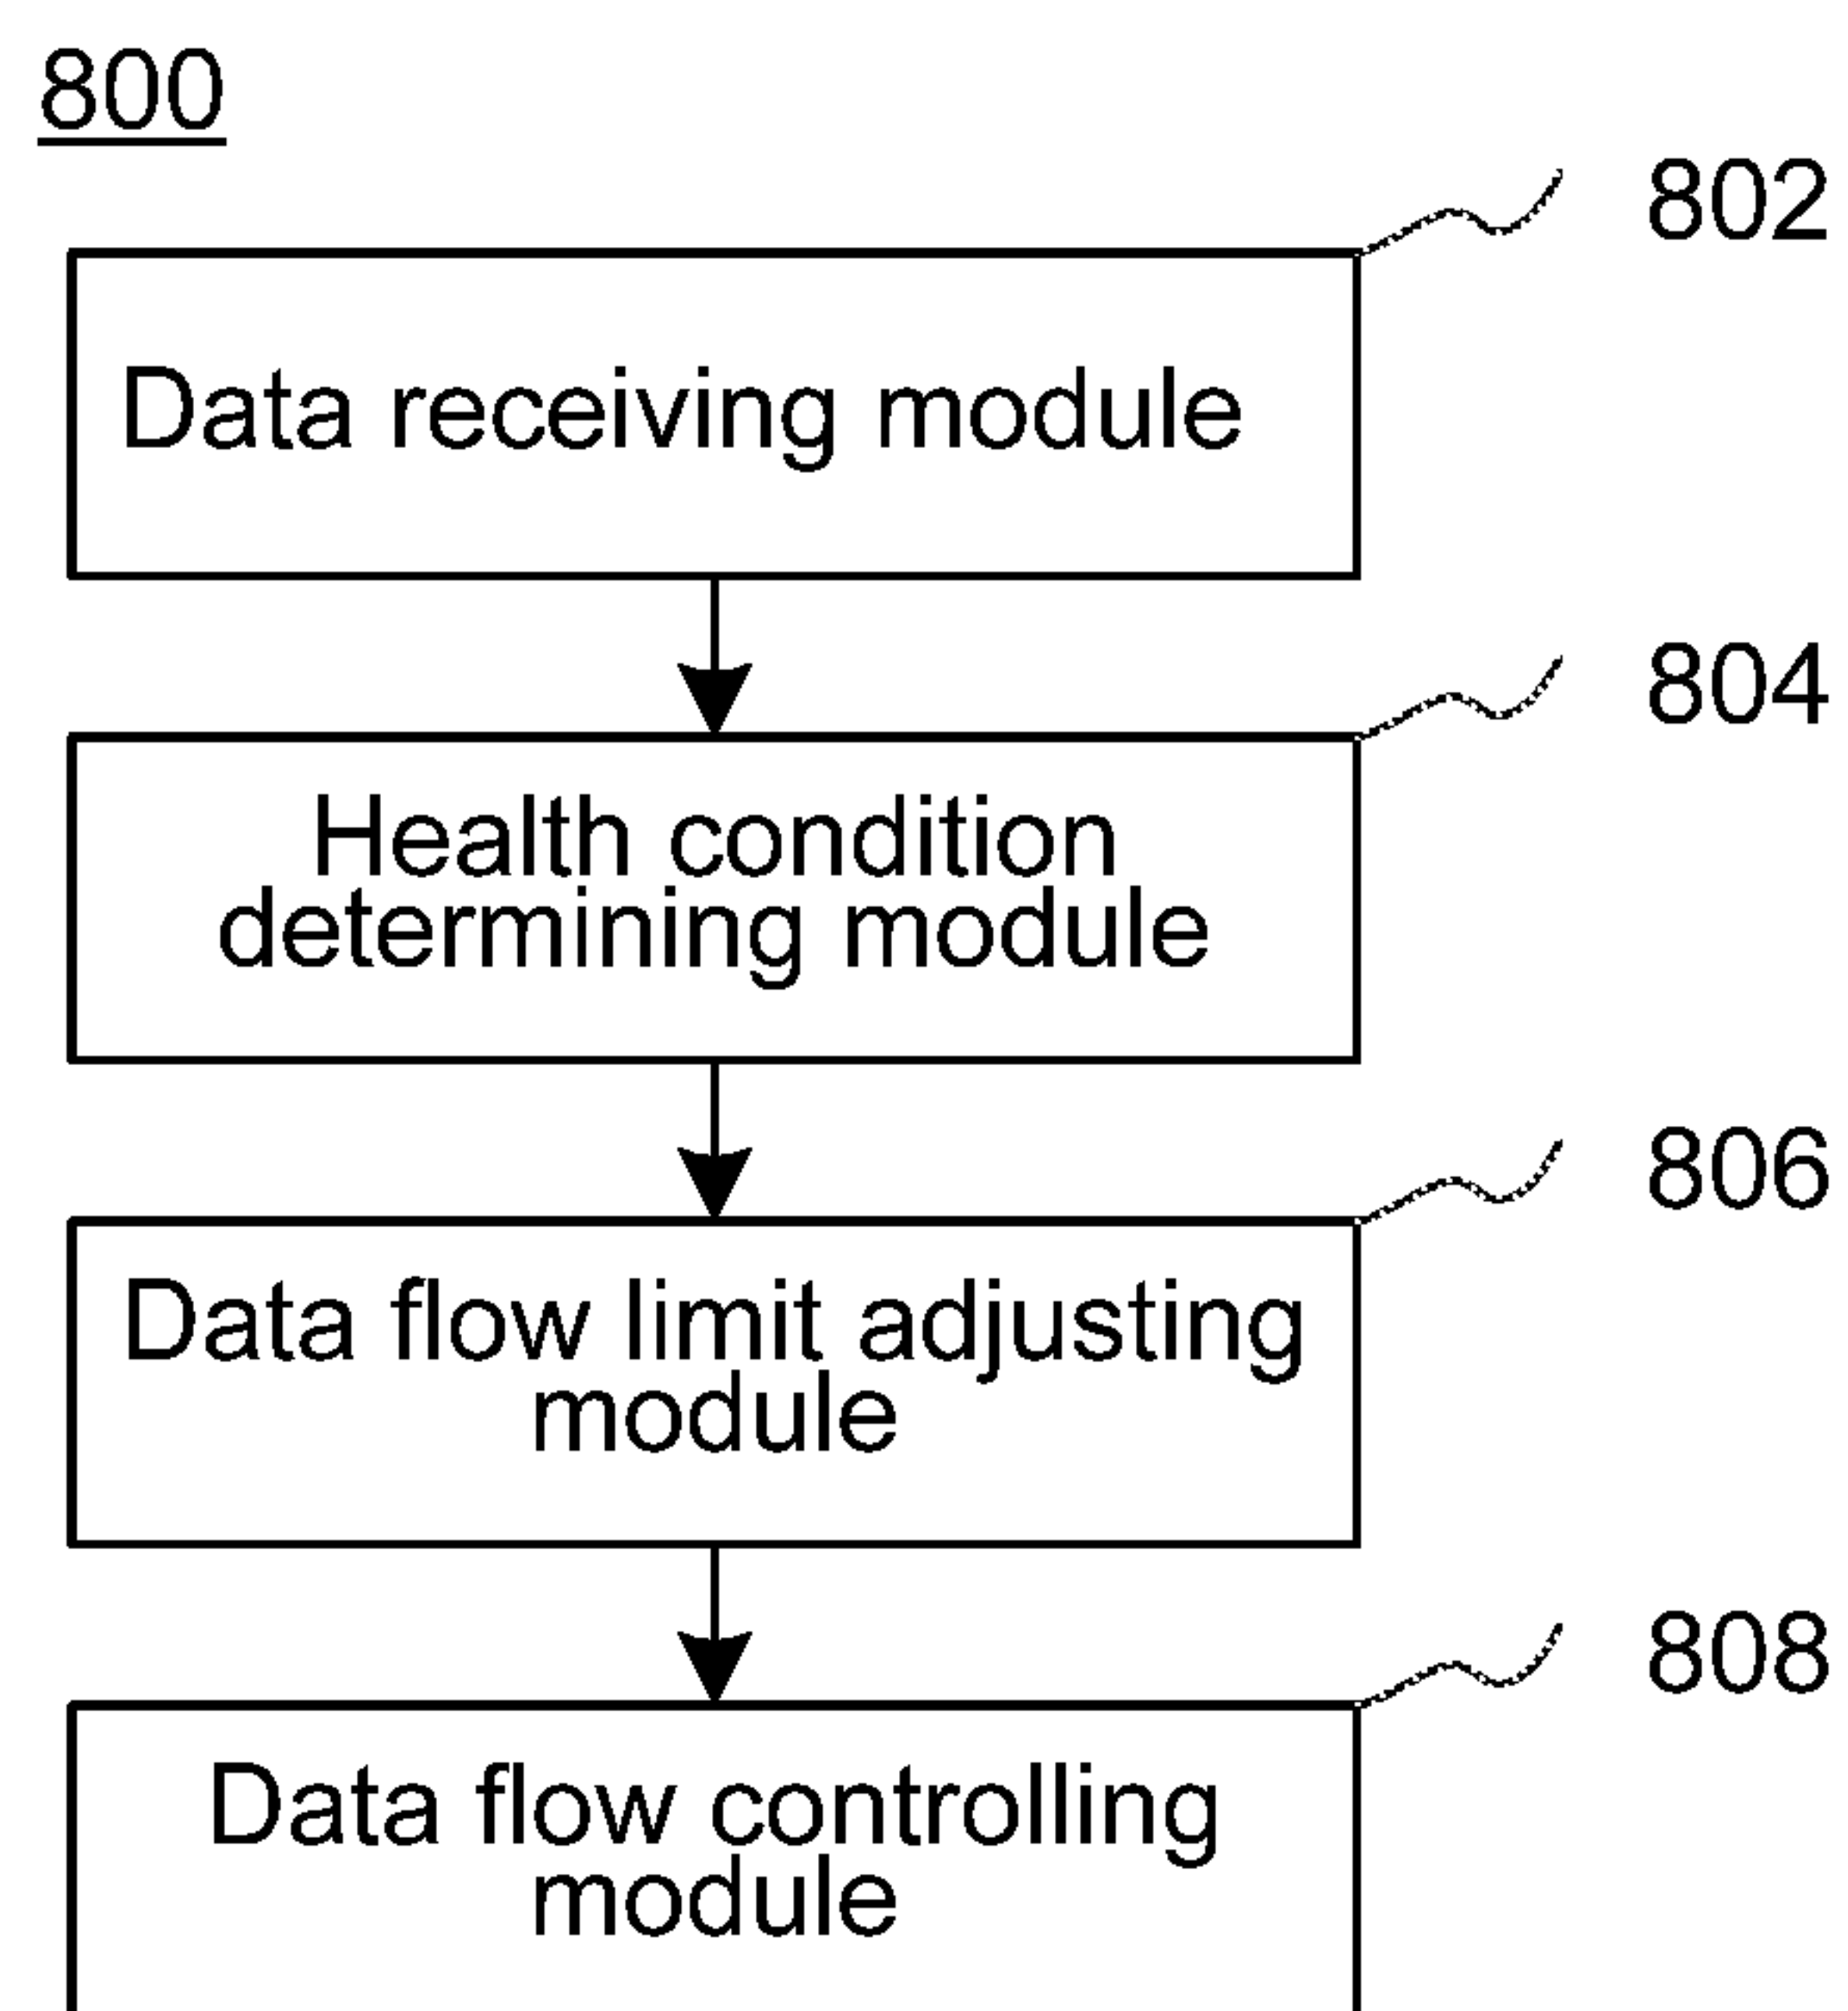 800
802
Data receiving module
804
Health condition
determining module
806
Data flow limit adjusting
module
808
Data flow controlling
module